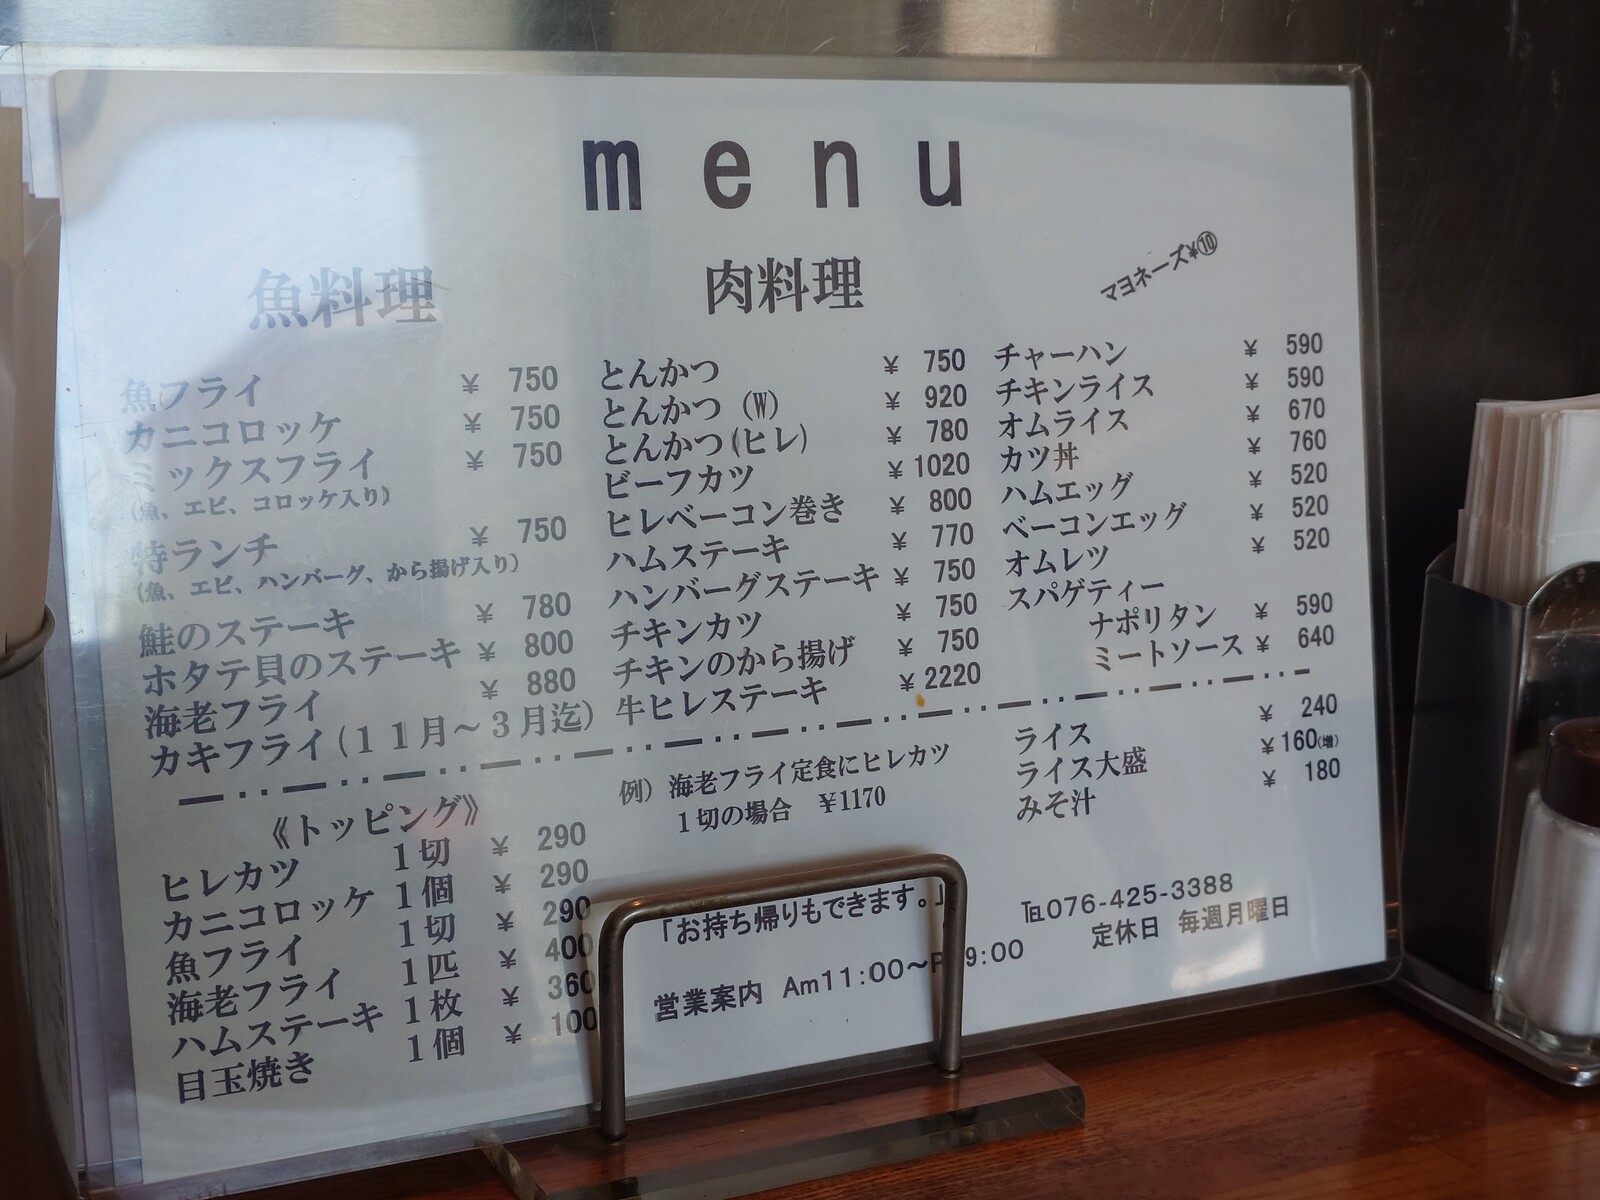 menu
マヨネーズ¥⑩
魚料理
魚フライ ¥ 750
カニコロッケ ¥ 750
ミックスフライ ¥ 750
(魚、エビ、コロッケ入り)
特ランチ ¥ 750
(魚、エビ、ハンバーグ、から揚げ入り)
鮭のステーキ ¥ 780
ホタテ貝のステーキ ¥ 800
海老フライ ¥ 880
カキフライ(11月～3月迄)
肉料理
とんかつ ¥ 750
とんかつ (W) ¥ 920
とんかつ(ヒレ) ¥ 780
ビーフカツ ¥1020
ヒレベーコン巻き ¥ 800
ハムステーキ ¥ 770
ハンバーグステーキ ¥ 750
チキンカツ ¥ 750
チキンのから揚げ ¥ 750
牛ヒレステーキ ¥2220
チャーハン ¥ 590
チキンライス ¥ 590
オムライス ¥ 670
カツ丼 ¥ 760
ハムエッグ ¥ 520
ベーコンエッグ ¥ 520
オムレツ ¥ 520
スパゲティー
ナポリタン ¥ 590
ミートソース ¥ 640
《トッピング》
ヒレカツ 1切 ¥ 290
カニコロッケ 1個 ¥ 290
魚フライ 1切 ¥ 290
海老フライ 1匹 ¥ 400
ハムステーキ 1枚 ¥ 360
目玉焼き 1個 ¥ 100
例) 海老フライ定食にヒレカツ
1切の場合 ¥1170
ライス ¥ 240
ライス大盛 ¥160(増)
みそ汁 ¥ 180
「お持ち帰りもできます。」
営業案内 Am11:00～P 9:00
℡076-425-3388
定休日 毎週月曜日